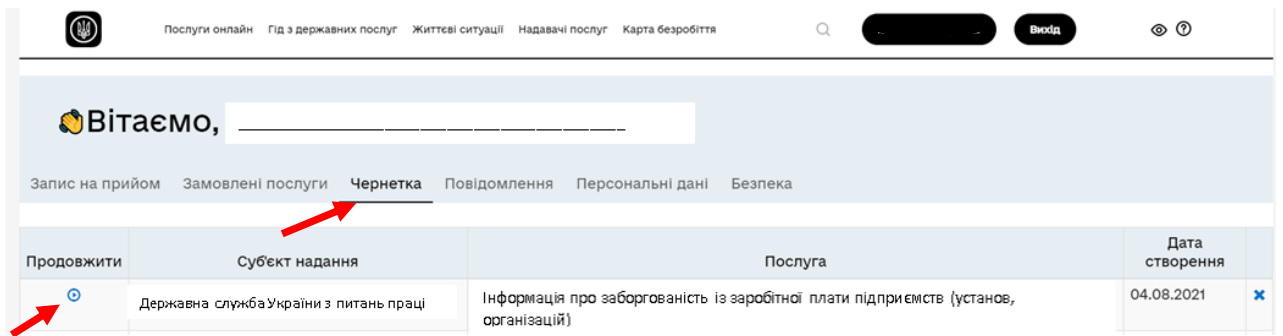 Послуги онлайн Гід з державних послуг Життєві ситуації Надавачі послуг Карта безробіття Вихід
Вітаємо,
Запис на прийом Замовлені послуги Чернетка Повідомлення Персональні дані Безпека
Продовжити Суб'єкт надання Послуга Дата створення
Державна служба України з питань праці Інформація про заборгованість із заробітної плати підприємств (установ, організацій) 04.08.2021